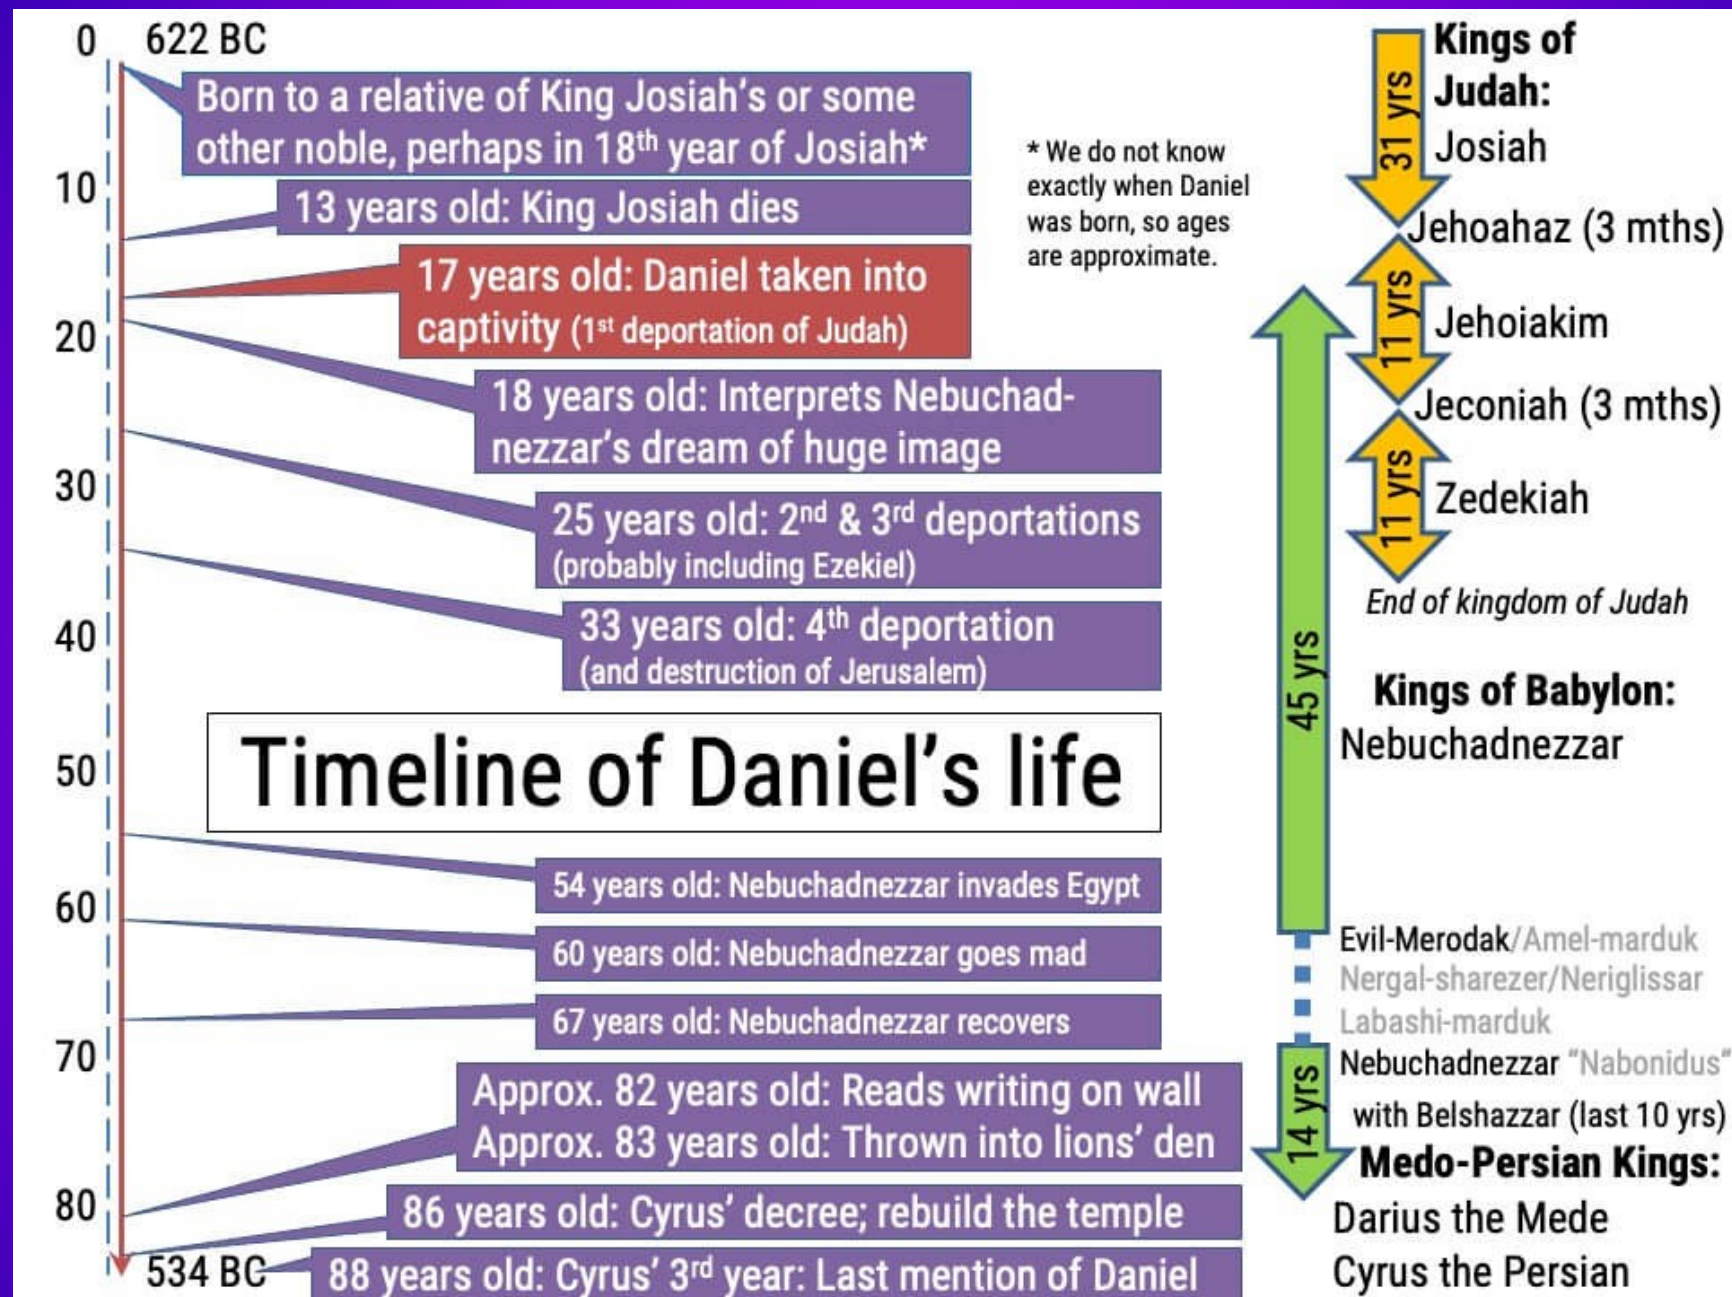 0
622 BC
Born to a relative of King Josiah's or some
other noble, perhaps in 18th year of Josiah*
10
13 years old: King Josiah dies
17 years old: Daniel taken into
captivity (1st deportation of Judah)
20
18 years old: Interprets Nebuchad-
nezzar's dream of huge image
30
25 years old: 2nd & 3rd deportations
(probably including Ezekiel)
33 years old: 4th deportation
(and destruction of Jerusalem)
40
Timeline of Daniel's life
50
54 years old: Nebuchadnezzar invades Egypt
60
60 years old: Nebuchadnezzar goes mad
67 years old: Nebuchadnezzar recovers
70
Approx. 82 years old: Reads writing on wall
Approx. 83 years old: Thrown into lions' den
80
86 years old: Cyrus' decree; rebuild the temple
534 BC
88 years old: Cyrus' 3rd year: Last mention of Daniel
* We do not know
exactly when Daniel
was born, so ages
are approximate.
Kings of
Judah:
31 yrs
Josiah
Jehoahaz (3 mths)
11 yrs
Jehoiakim
Jeconiah (3 mths)
11 yrs
Zedekiah
End of kingdom of Judah
45 yrs
Kings of Babylon:
Nebuchadnezzar
Evil-Merodak/Amel-marduk
Nergal-sharezer/Neriglissar
Labashi-marduk
14 yrs
Nebuchadnezzar "Nabonidus"
with Belshazzar (last 10 yrs)
Medo-Persian Kings:
Darius the Mede
Cyrus the Persian